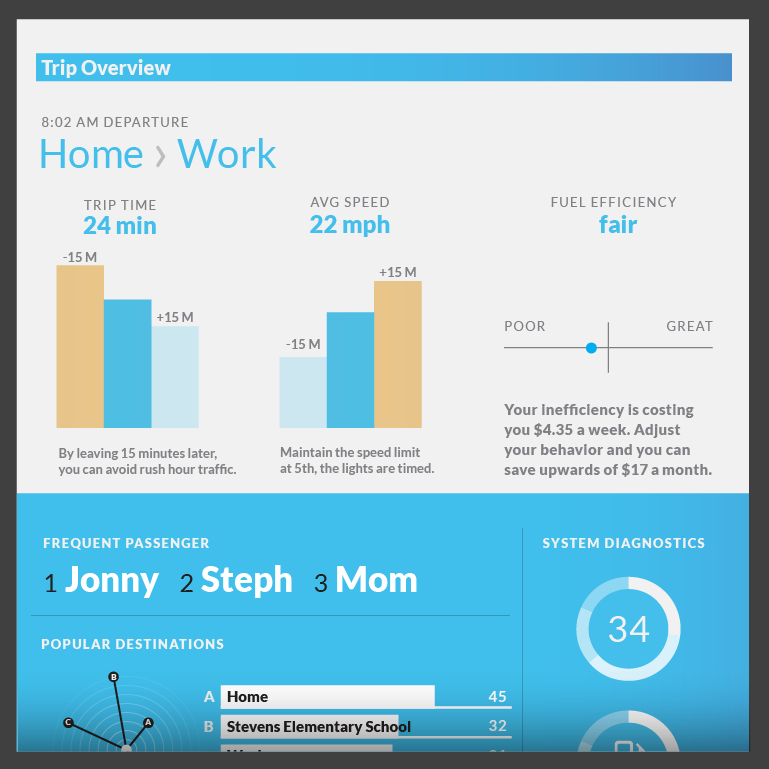 Trip Overview
8:02 AM DEPARTURE
Home › Work
TRIP TIME
24 min
-15 M
+15 M
By leaving 15 minutes later,
you can avoid rush hour traffic.
AVG SPEED
22 mph
+15 M
-15 M
Maintain the speed limit
at 5th, the lights are timed.
FUEL EFFICIENCY
fair
POOR GREAT
Your inefficiency is costing
you $4.35 a week. Adjust
your behavior and you can
save upwards of $17 a month.
FREQUENT PASSENGER
1 Jonny 2 Steph 3 Mom
SYSTEM DIAGNOSTICS
34
POPULAR DESTINATIONS
B
C A
A Home 45
B Stevens Elementary School 32